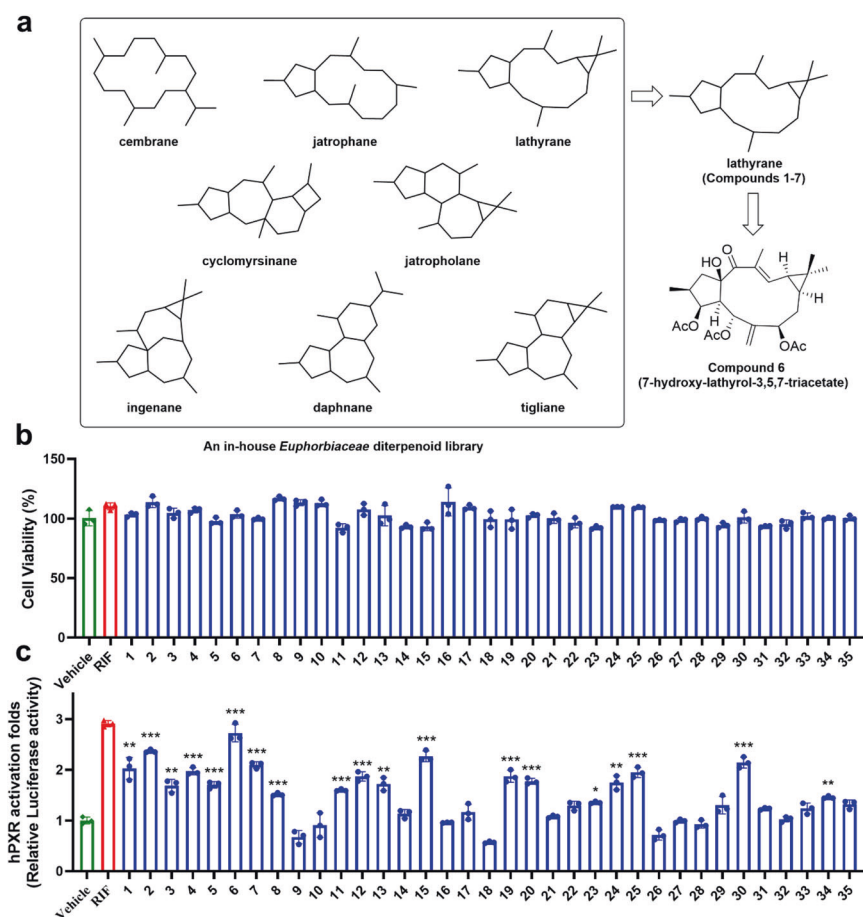 a
cembrane
jatrophane
lathyrane
lathyrane
(Compounds 1-7)
cyclomyrsinane
jatropholane
ingenane
daphnane
tigliane
HO
O
H
H
H
AcO
AcO
OAc
Compound 6
(7-hydroxy-lathyrol-3,5,7-triacetate)
An in-house Euphorbiaceae diterpenoid library
b
Cell Viability (%)
150
100
50
0
Vehicle RIF 1 2 3 4 5 6 7 8 9 10 11 12 13 14 15 16 17 18 19 20 21 22 23 24 25 26 27 28 29 30 31 32 33 34 35
c
hPXR activation folds
(Relative Luciferase activity)
3
2
1
0
** *** ** *** *** *** *** *** *** *** ** *** *** *** * ** *** *** **
Vehicle RIF 1 2 3 4 5 6 7 8 9 10 11 12 13 14 15 16 17 18 19 20 21 22 23 24 25 26 27 28 29 30 31 32 33 34 35